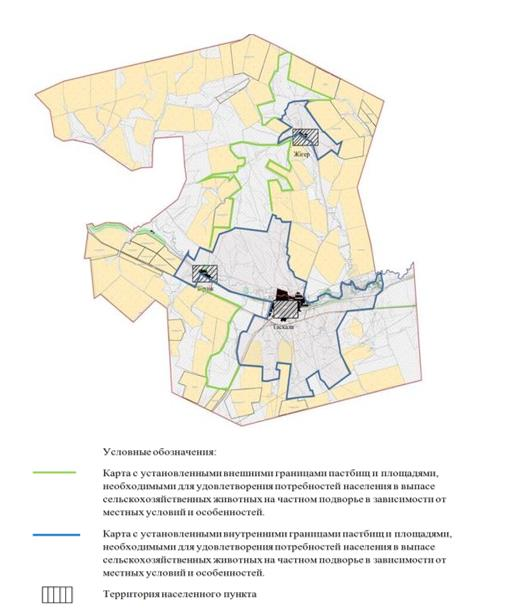 Жігер
Тасқала
Условные обозначения:
Карта с установленными внешними границами пастбищ и площадями,
необходимыми для удовлетворения потребностей населения в выпасе
сельскохозяйственных животных на частном подворье в зависимости от
местных условий и особенностей.
Карта с установленными внутренними границами пастбищ и площадями,
необходимыми для удовлетворения потребностей населения в выпасе
сельскохозяйственных животных на частном подворье в зависимости от
местных условий и особенностей.
Территория населенного пункта